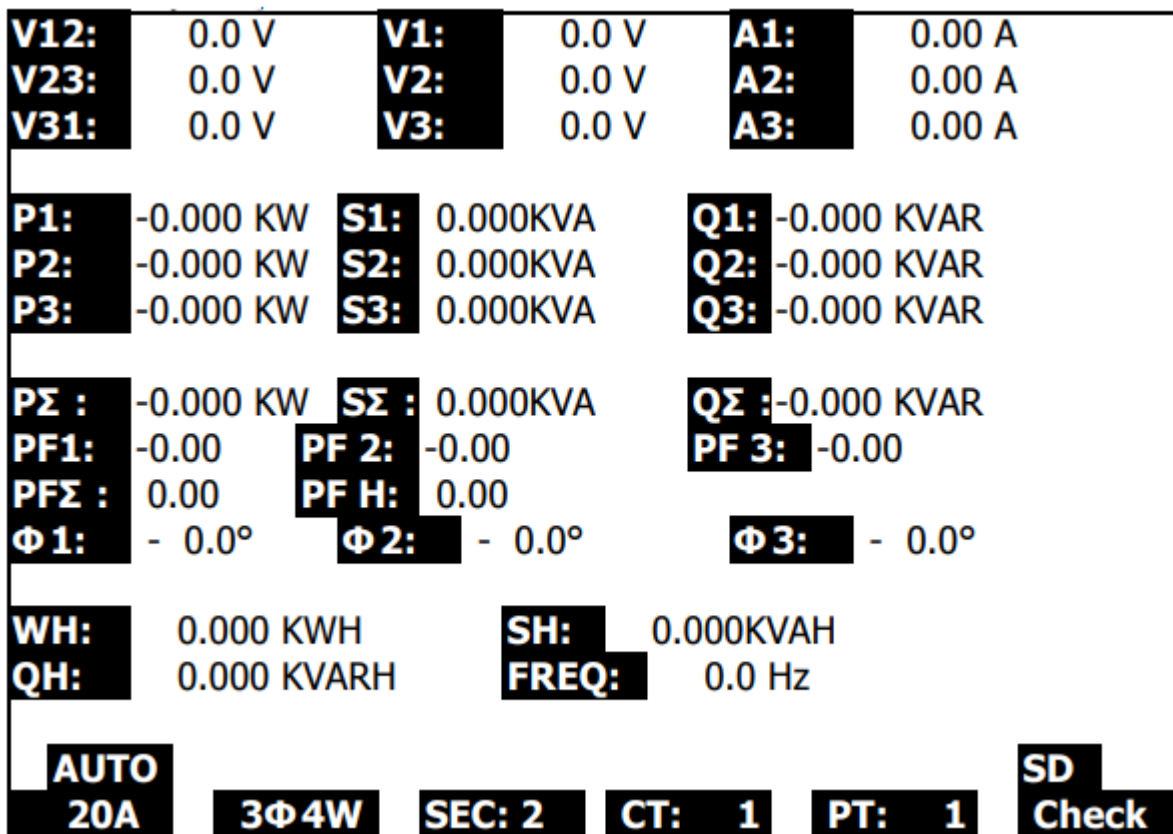 V12: 0.0 V V1: 0.0 V A1: 0.00 A
V23: 0.0 V V2: 0.0 V A2: 0.00 A
V31: 0.0 V V3: 0.0 V A3: 0.00 A
P1: -0.000 KW S1: 0.000KVA Q1: -0.000 KVAR
P2: -0.000 KW S2: 0.000KVA Q2: -0.000 KVAR
P3: -0.000 KW S3: 0.000KVA Q3: -0.000 KVAR
PΣ : -0.000 KW SΣ : 0.000KVA QΣ :-0.000 KVAR
PF1: -0.00 PF 2: -0.00 PF 3: -0.00
PFΣ : 0.00 PF H: 0.00
Φ1: - 0.0° Φ2: - 0.0° Φ3: - 0.0°
WH: 0.000 KWH SH: 0.000KVAH
QH: 0.000 KVARH FREQ: 0.0 Hz
AUTO SD
20A 3Φ4W SEC: 2 CT: 1 PT: 1 Check